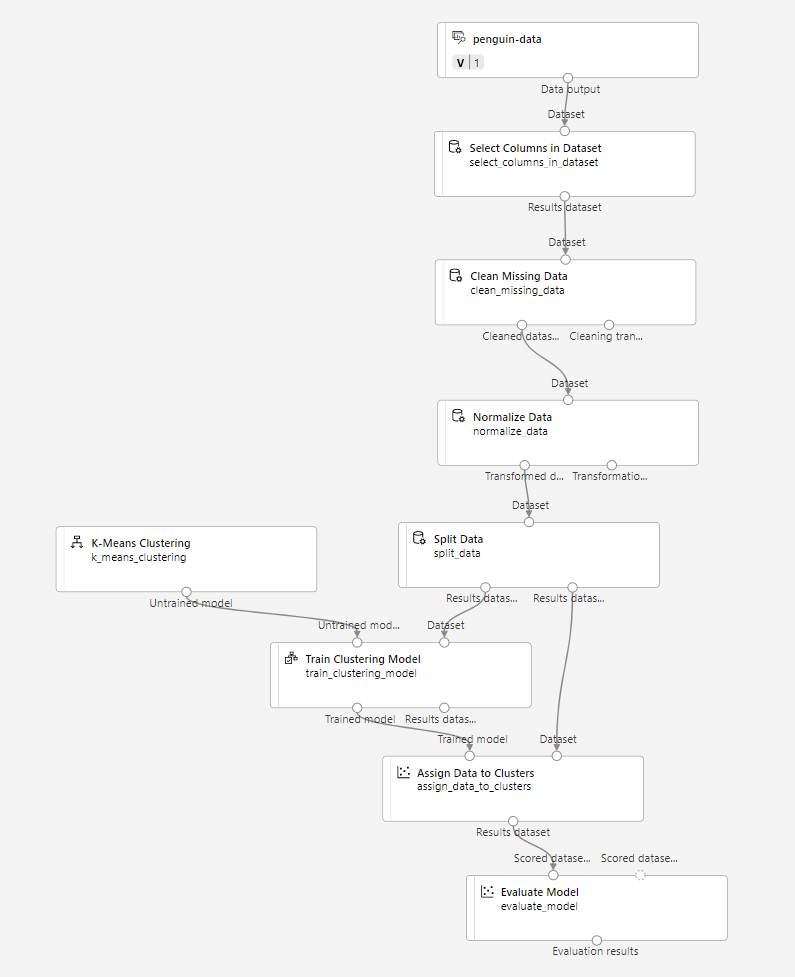 penguin-data
V 1
Data output
Dataset
Select Columns in Dataset
select_columns_in_dataset
Results dataset
Dataset
Clean Missing Data
clean_missing_data
Cleaned datas... Cleaning tran...
Dataset
Normalize Data
normalize_data
Transformed d... Transformatio...
Dataset
K-Means Clustering
k_means_clustering
Untrained model
Split Data
split_data
Results datas... Results datas...
Untrained mod... Dataset
Train Clustering Model
train_clustering_model
Trained model Results datas...
Trained model Dataset
Assign Data to Clusters
assign_data_to_clusters
Results dataset
Scored datase... Scored datase...
Evaluate Model
evaluate_model
Evaluation results